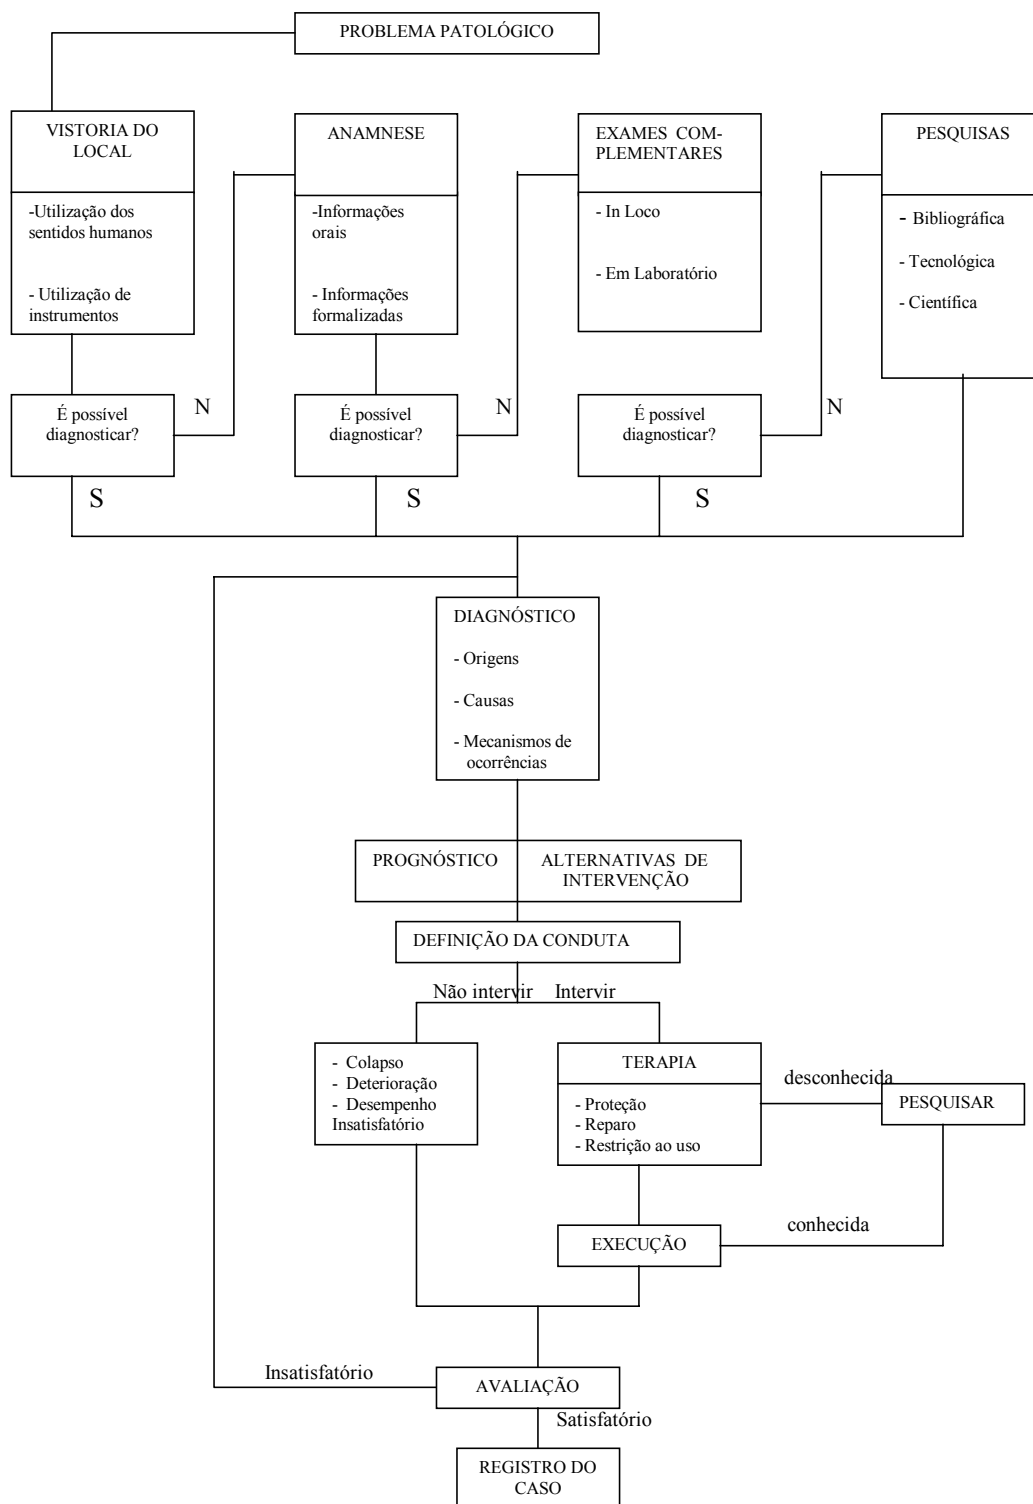 PROBLEMA PATOLÓGICO
VISTORIA DO
LOCAL
-Utilização dos
sentidos humanos
- Utilização de
instrumentos
ANAMNESE
-Informações
orais
- Informações
formalizadas
EXAMES COM-
PLEMENTARES
- In Loco
- Em Laboratório
PESQUISAS
- Bibliográfica
- Tecnológica
- Científica
É possível
diagnosticar?
N
S
É possível
diagnosticar?
N
S
É possível
diagnosticar?
N
S
DIAGNÓSTICO
- Origens
- Causas
- Mecanismos de
ocorrências
PROGNÓSTICO
ALTERNATIVAS DE
INTERVENÇÃO
DEFINIÇÃO DA CONDUTA
Não intervir
Intervir
- Colapso
- Deterioração
- Desempenho
Insatisfatório
TERAPIA
- Proteção
- Reparo
- Restrição ao uso
desconhecida
PESQUISAR
conhecida
EXECUÇÃO
Insatisfatório
AVALIAÇÃO
Satisfatório
REGISTRO DO
CASO